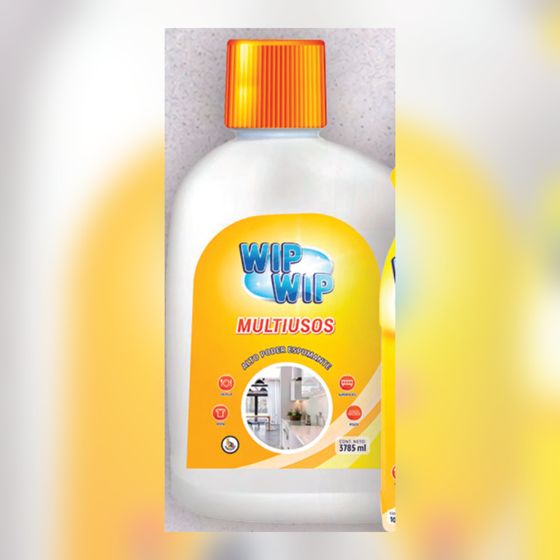 WIP
WIP
MULTIUSOS
ALTO PODER ESPUMANTE
CONT. NETO
3785 ml